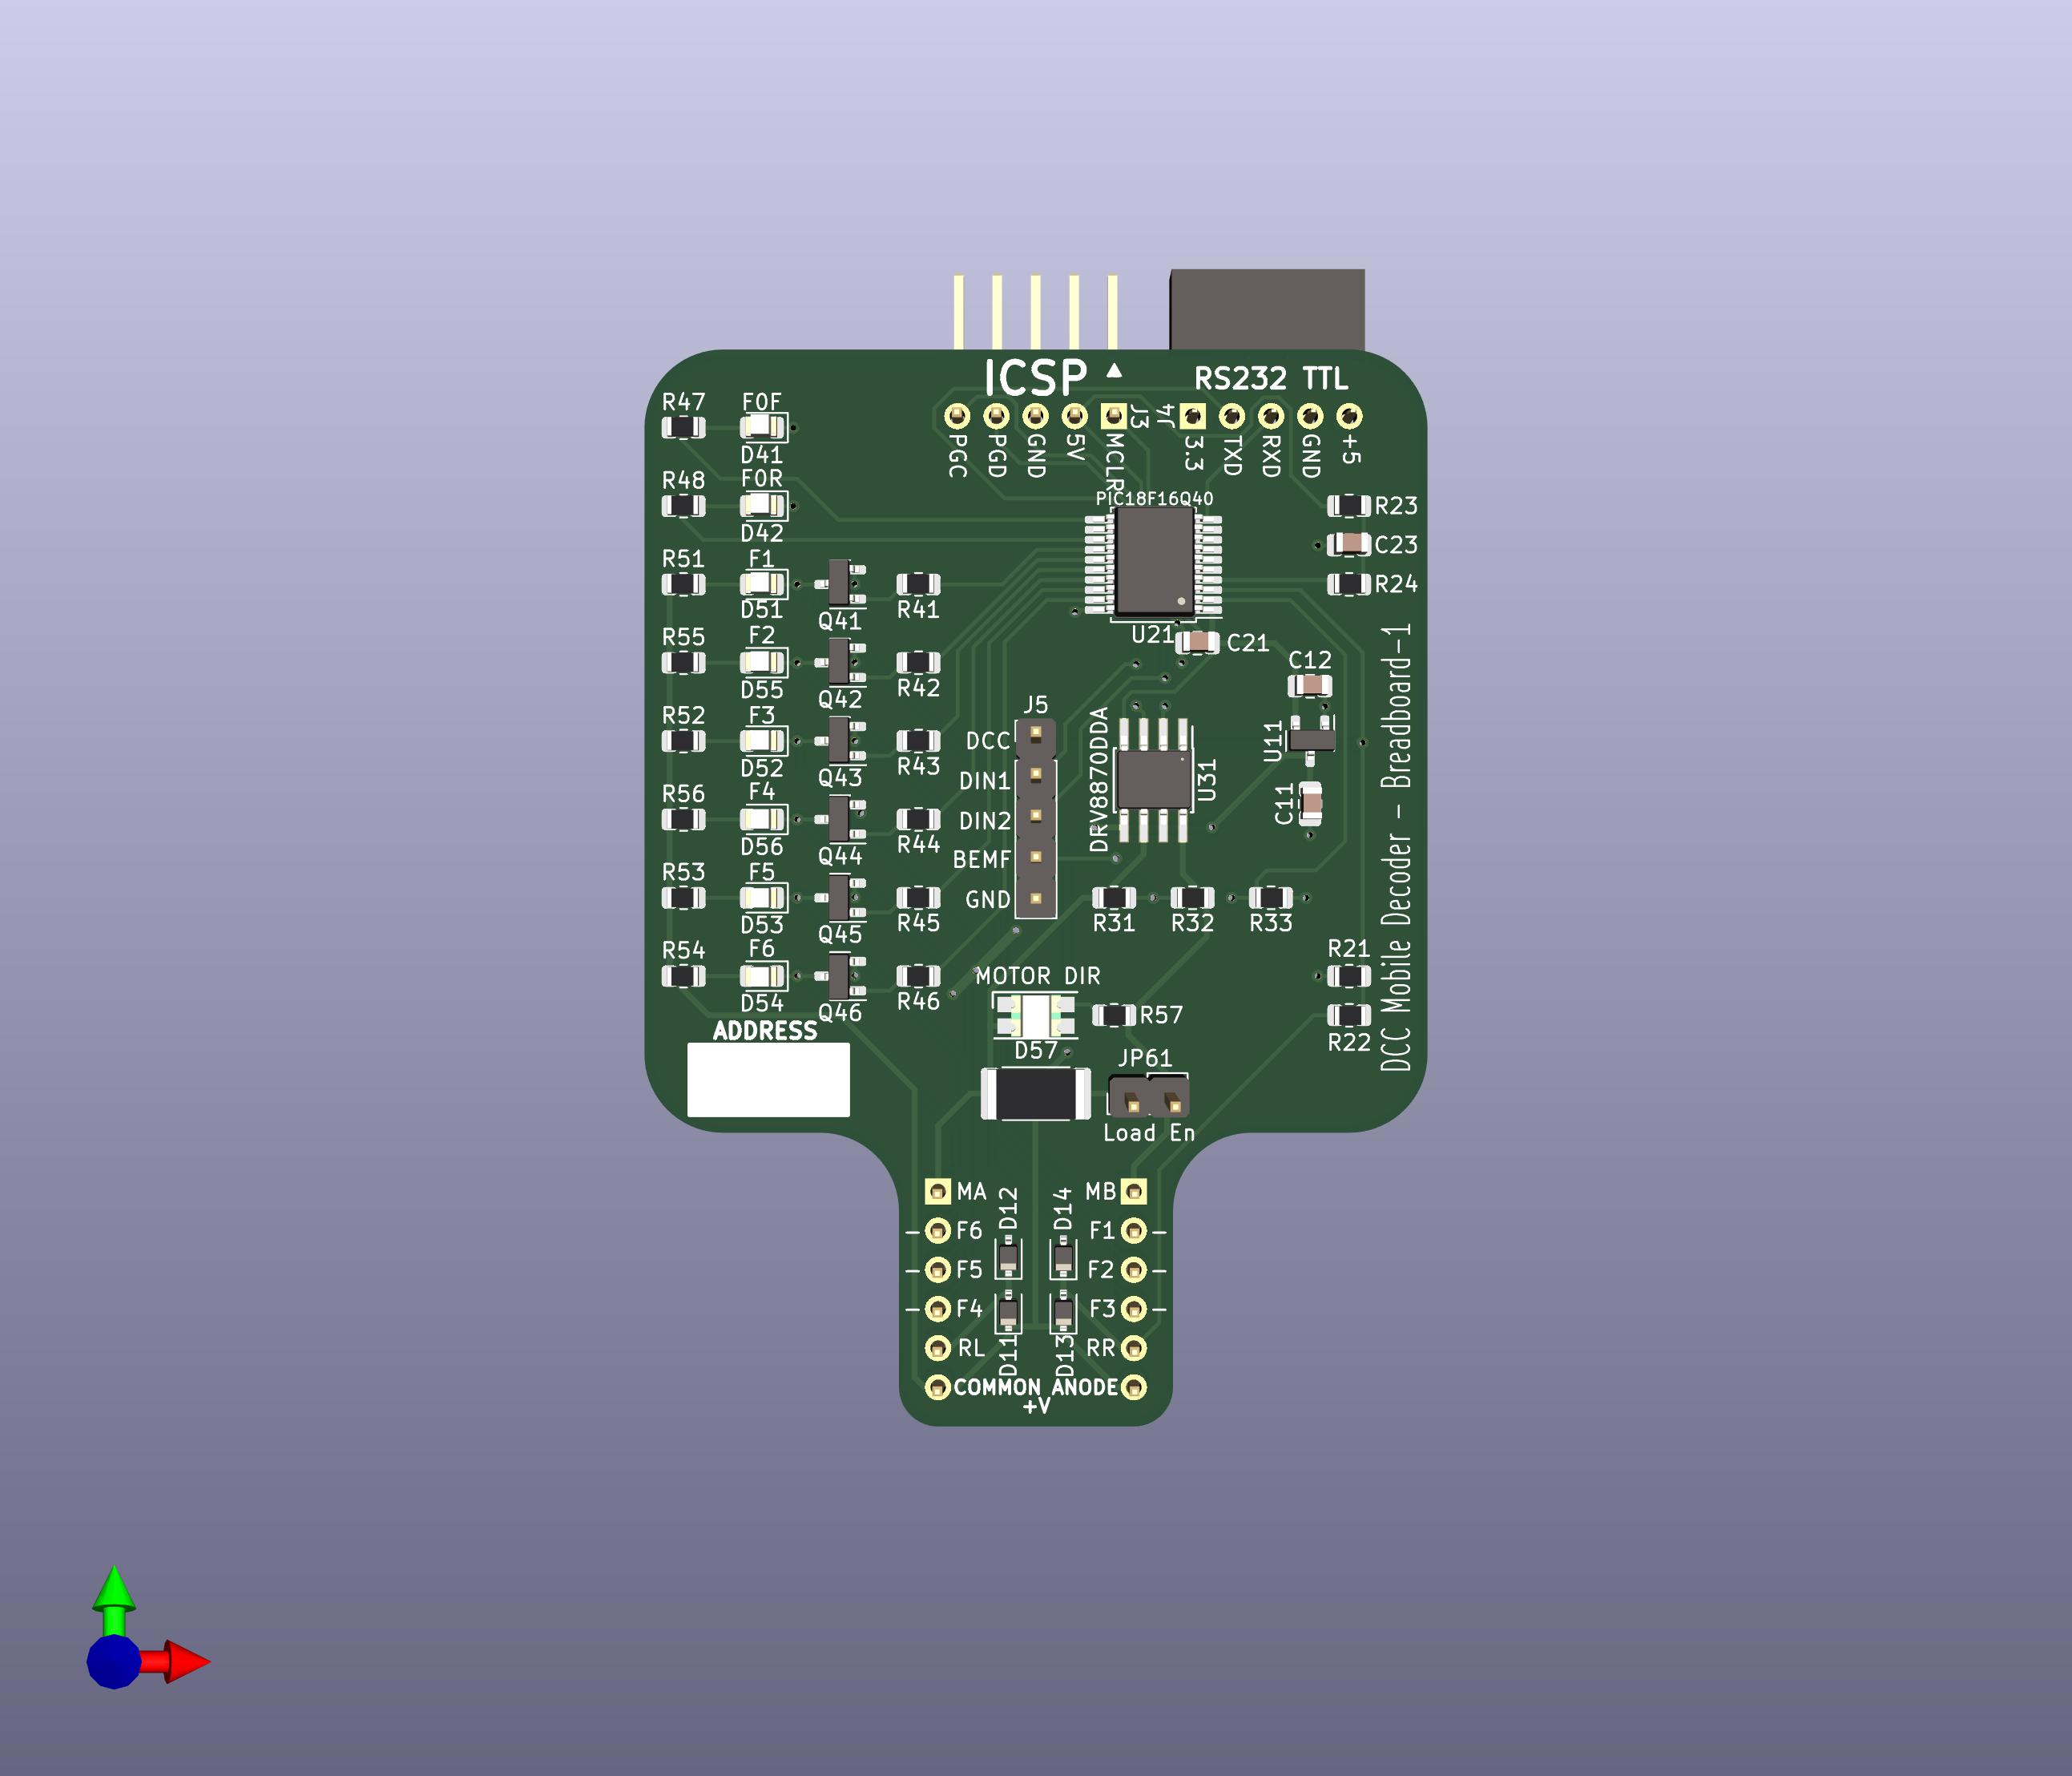 ICSP
RS232 TTL
J3
J4
PGC
PGD
GND
5V
MCLR
3.3
TXD
RXD
GND
+5
R47
F0F
D41
R48
F0R
D42
PIC18F16Q40
U21
C21
R23
C23
R24
R51
F1
D51
Q41
R41
R55
F2
D55
Q42
R42
R52
F3
D52
Q43
R43
R56
F4
D56
Q44
R44
R53
F5
D53
Q45
R45
R54
F6
D54
Q46
R46
J5
DCC
DIN1
DIN2
BEMF
GND
DRV8870DDA
U31
C12
U11
C11
R31
R32
R33
R21
R22
DCC Mobile Decoder - Breadboard-1
MOTOR DIR
D57
R57
ADDRESS
JP61
Load En
MA
D12
D14
MB
F6
F1
F5
F2
F4
F3
RL
D11
D13
RR
COMMON ANODE
+V